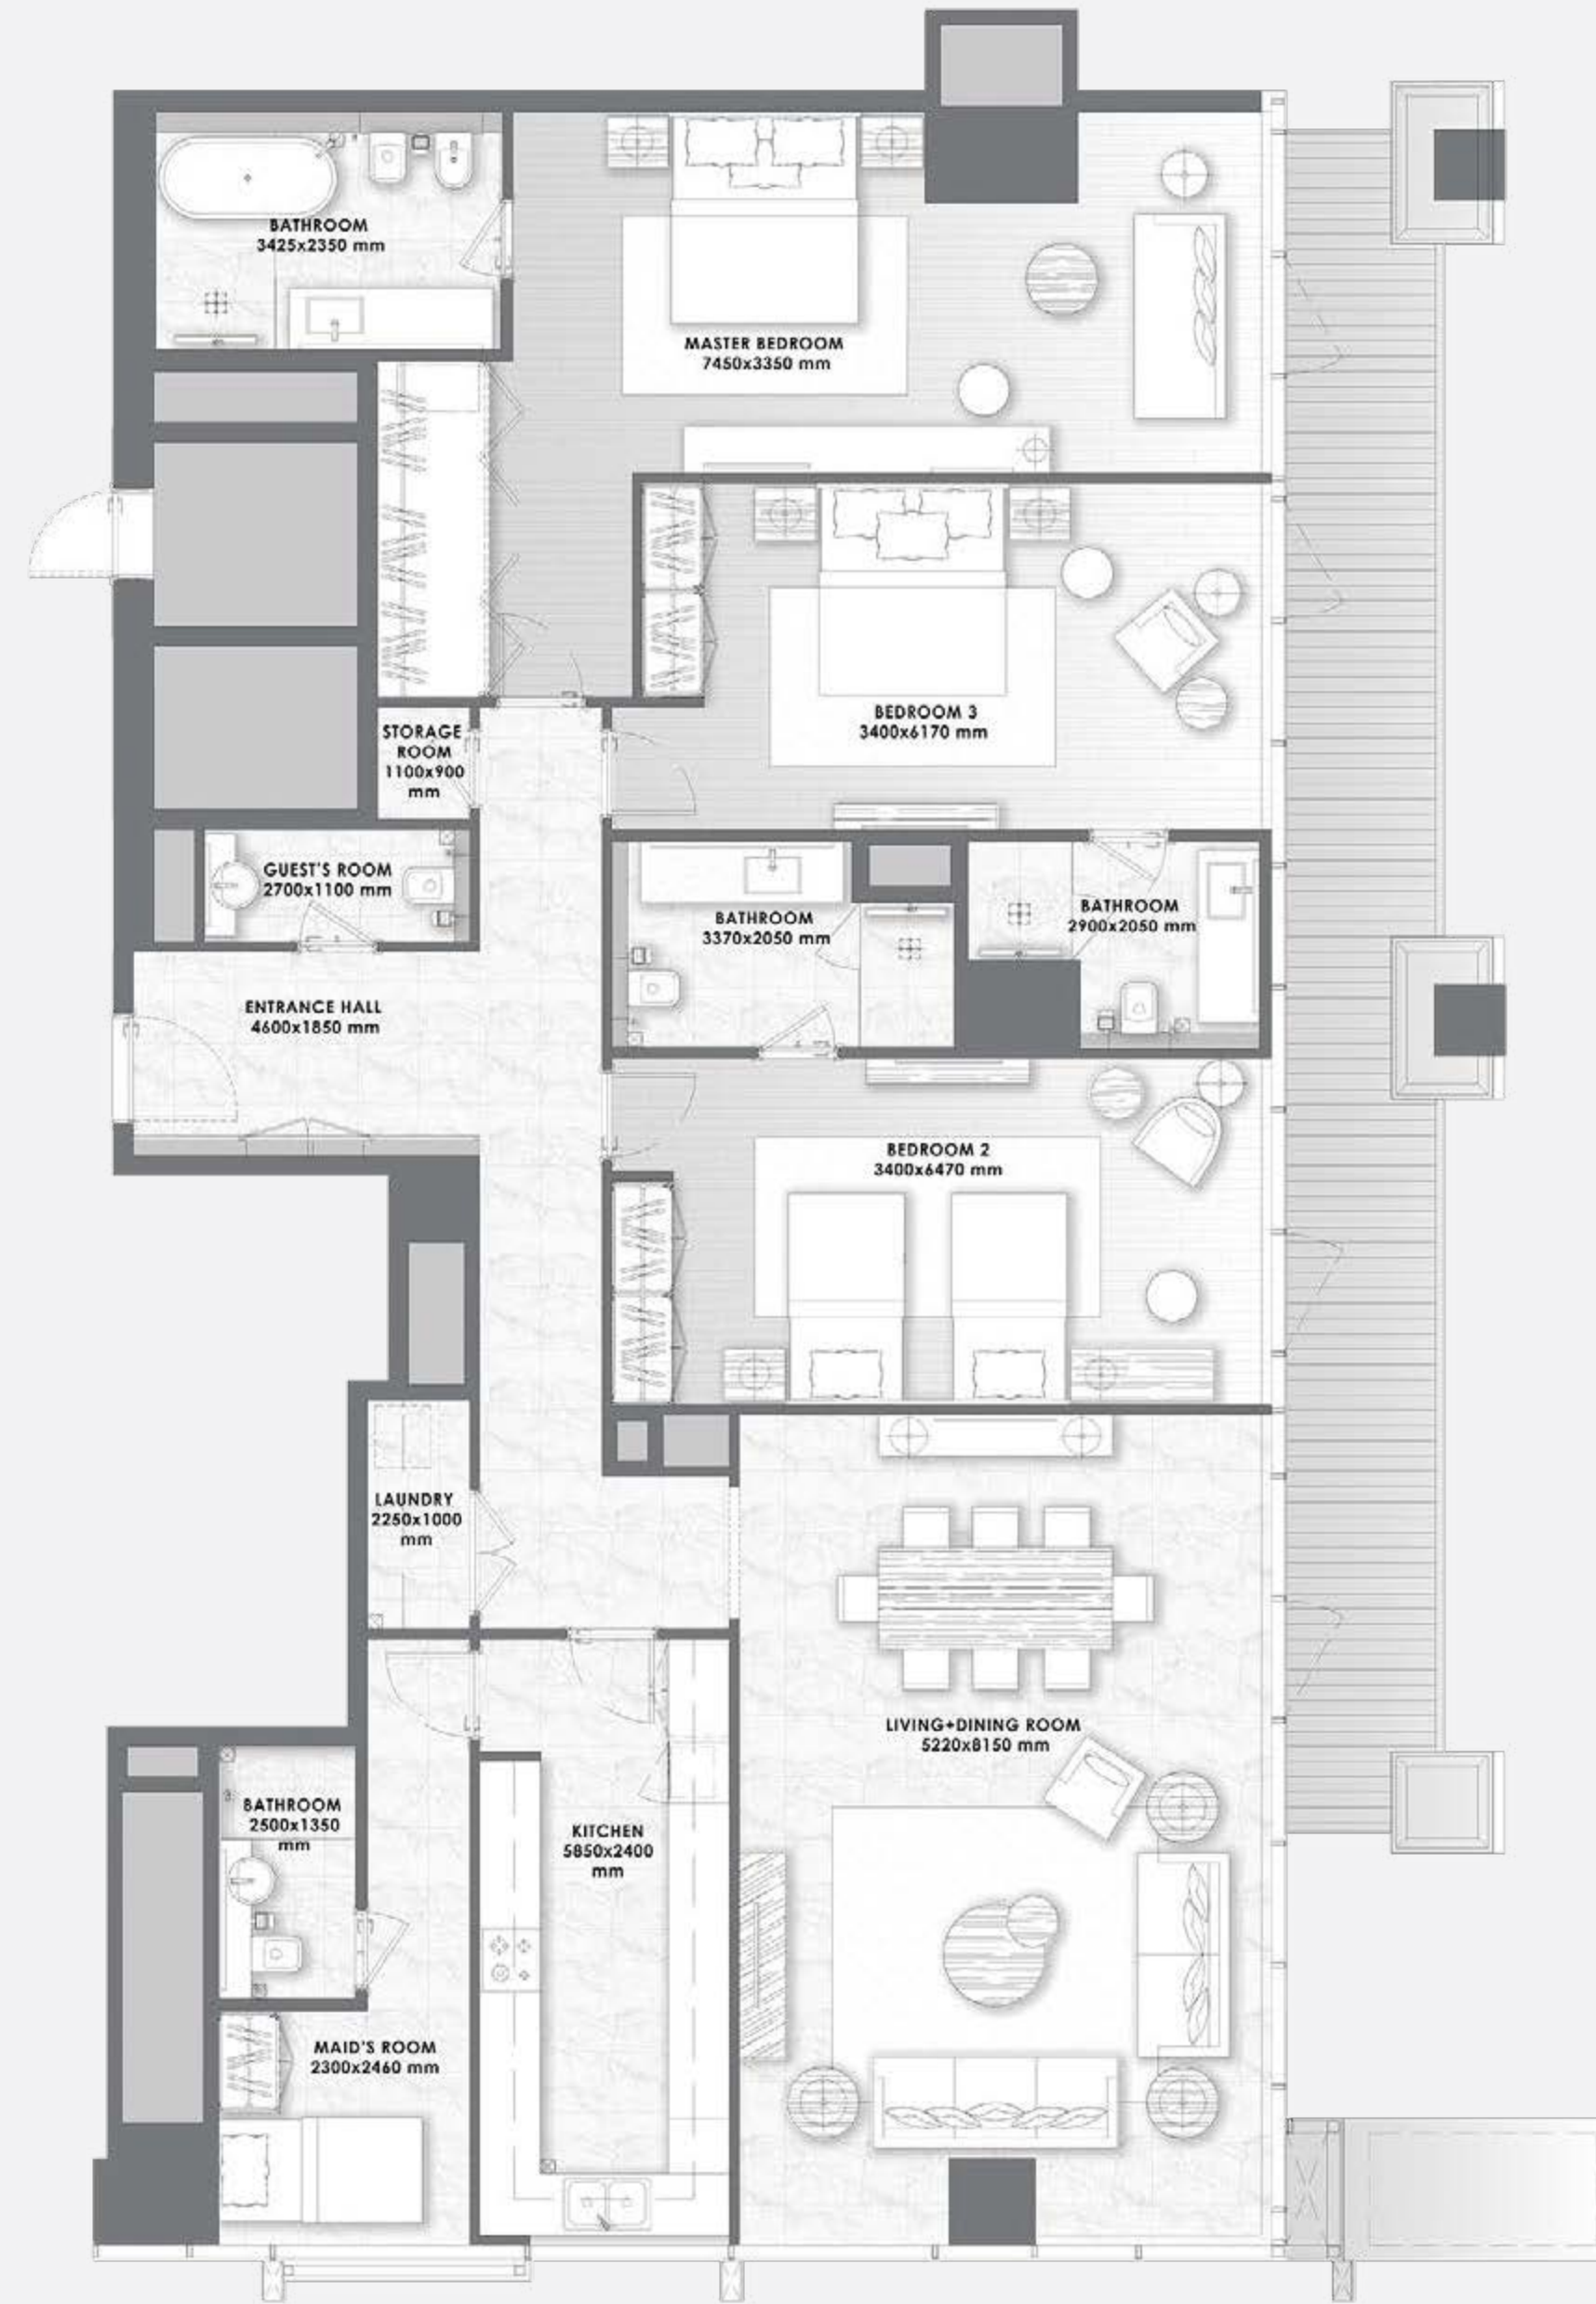 BATHROOM
3425x2350 mm
MASTER BEDROOM
7450x3350 mm
STORAGE
ROOM
1100x900
mm
BEDROOM 3
3400x6170 mm
GUEST'S ROOM
2700x1100 mm
BATHROOM
3370x2050 mm
BATHROOM
2900x2050 mm
ENTRANCE HALL
4600x1850 mm
BEDROOM 2
3400x6470 mm
LAUNDRY
2250x1000
mm
LIVING+DINING ROOM
5220x8150 mm
BATHROOM
2500x1350
mm
KITCHEN
5850x2400
mm
MAID'S ROOM
2300x2460 mm